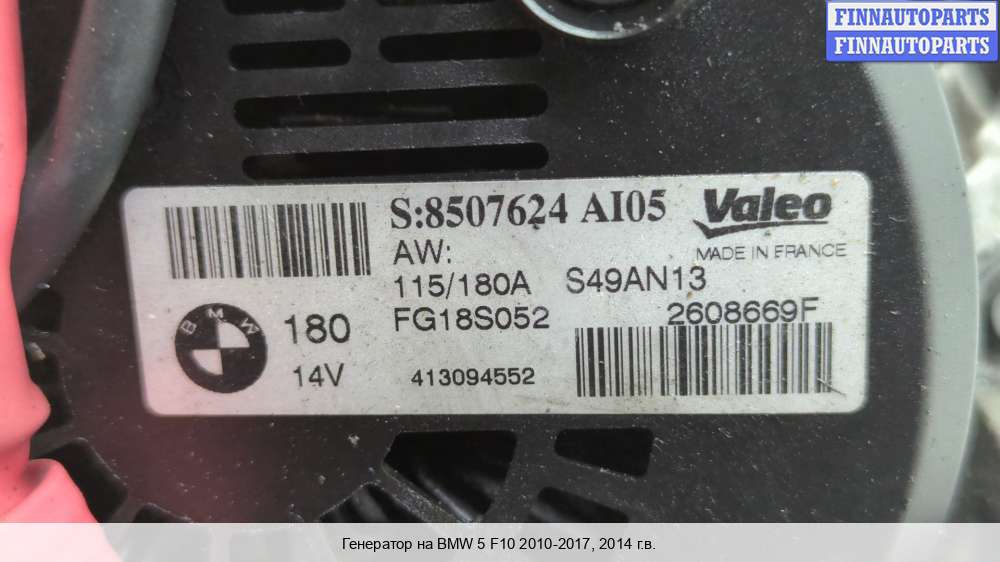 FINNAUTOPARTS
FINNAUTOPARTS
S:8507624 AI05
Valeo
AW:
MADE IN FRANCE
115/180A S49AN13
BMW
180
FG18S052
2608669F
14V
413094552
Генератор на BMW 5 F10 2010-2017, 2014 г.в.